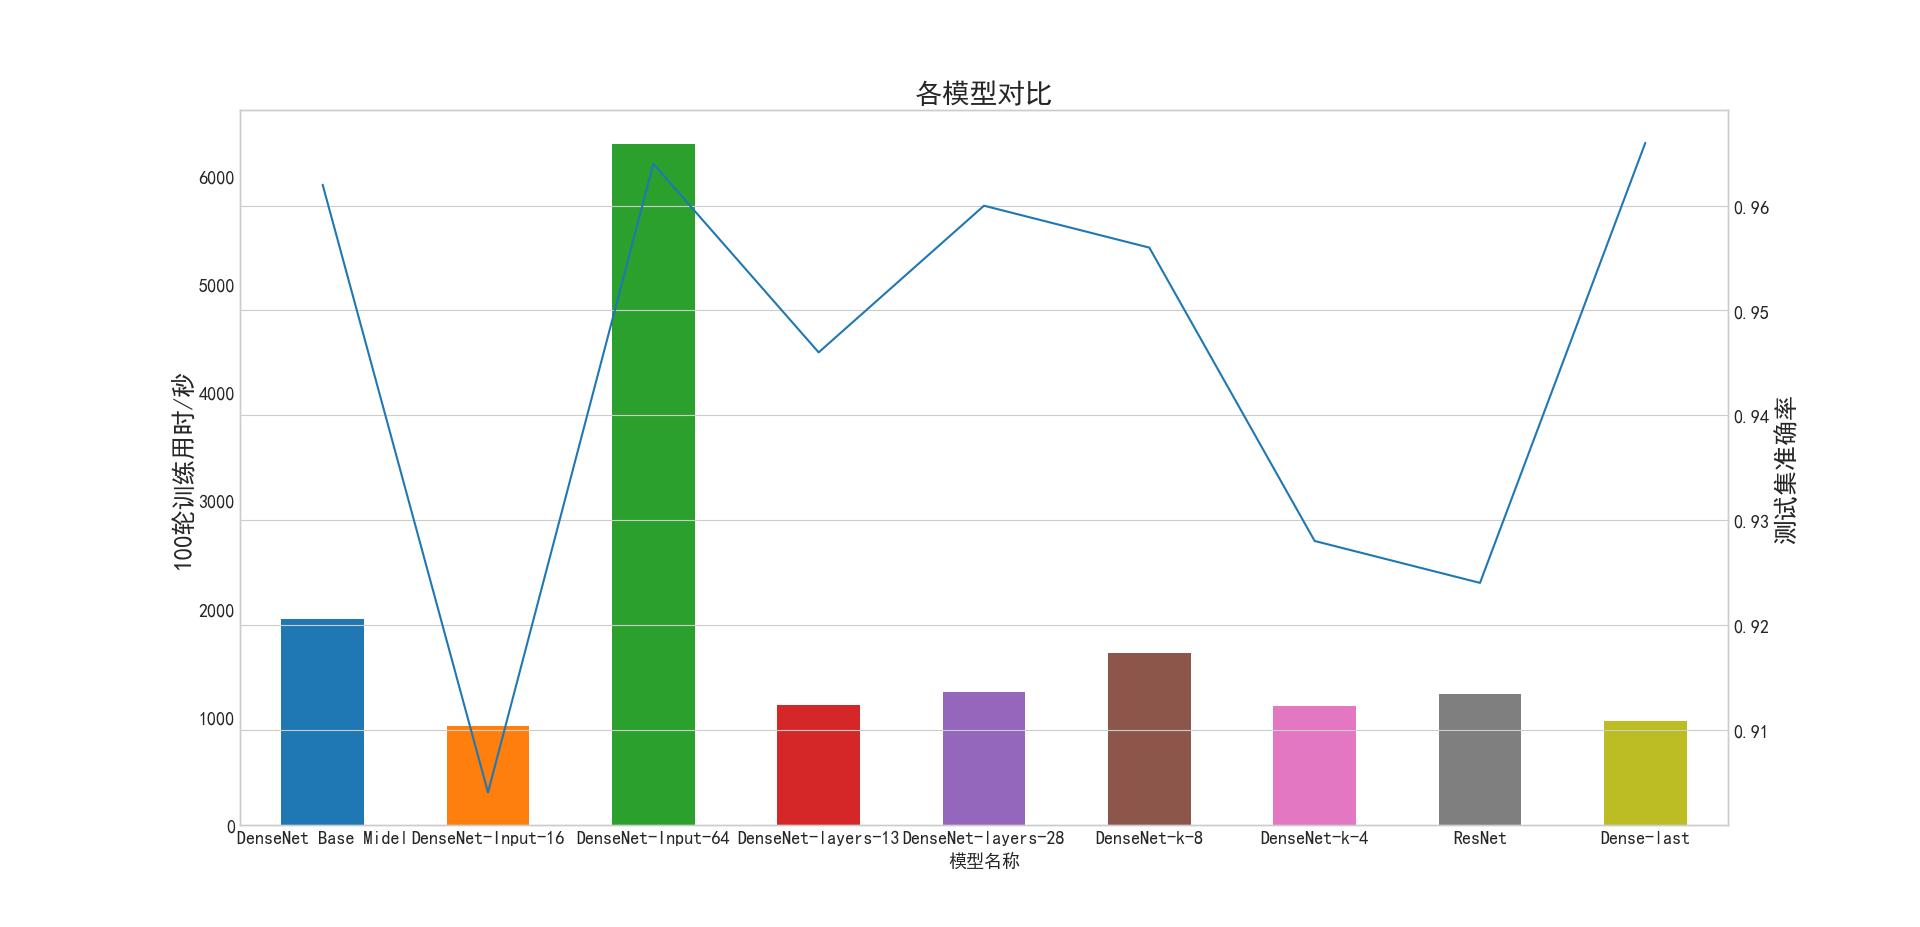 各模型对比
6000
5000
4000
3000
2000
1000
0
100轮训练用时/秒
0.96
0.95
0.94
0.93
0.92
0.91
测试集准确率
DenseNet Base Midel
DenseNet-Input-16
DenseNet-Input-64
DenseNet-layers-13
DenseNet-layers-28
DenseNet-k-8
DenseNet-k-4
ResNet
Dense-last
模型名称